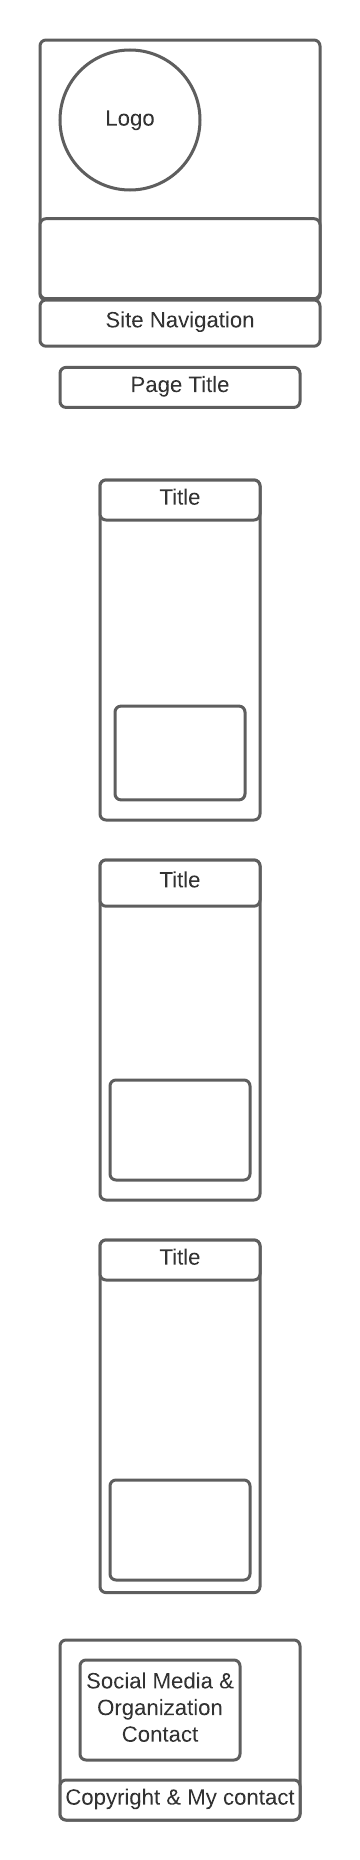 Logo
Site Navigation
Page Title
Title
Title
Title
Social Media &
Organization
Contact
Copyright & My contact